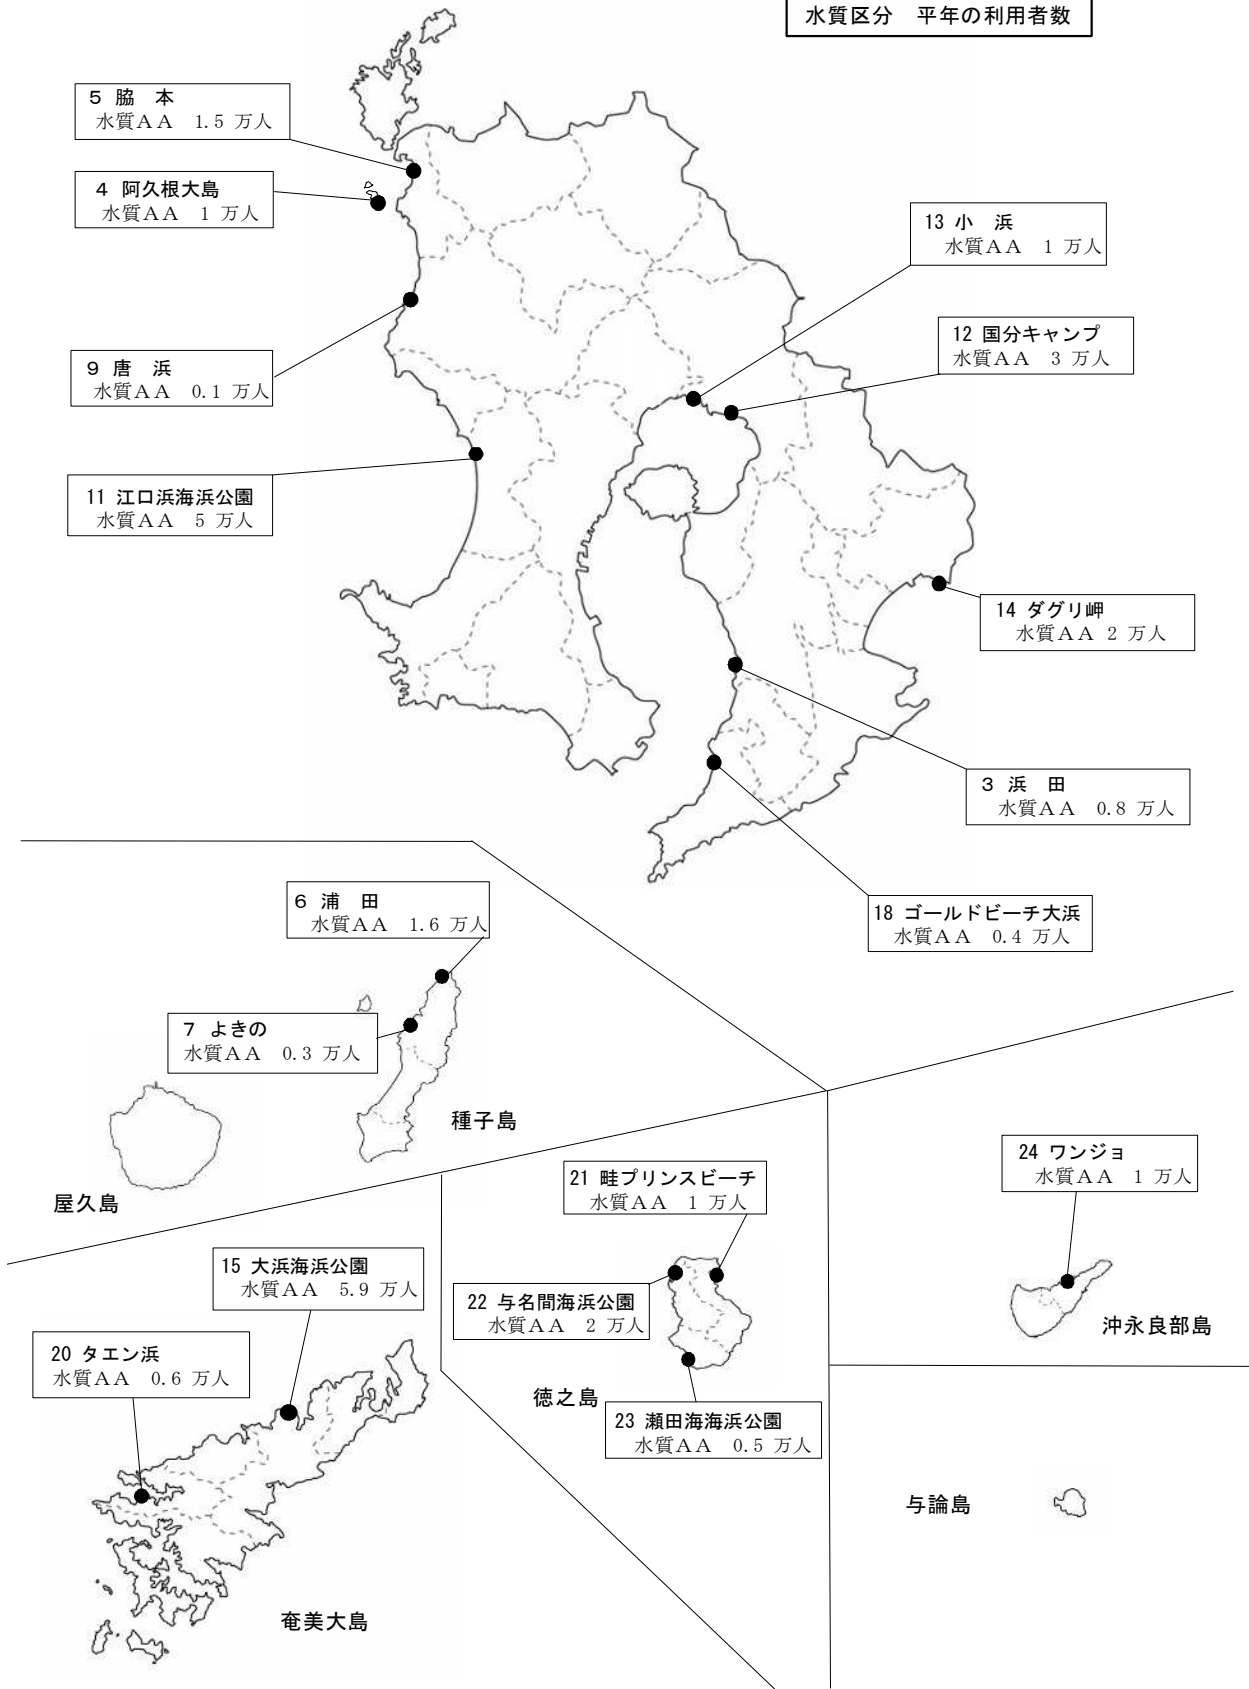 水質区分　平年の利用者数
5 脇　本
水質ＡＡ　1.5 万人
4 阿久根大島
水質ＡＡ　1 万人
13 小　浜
水質ＡＡ　1 万人
12 国分キャンプ
水質ＡＡ　3 万人
9 唐　浜
水質ＡＡ　0.1 万人
11 江口浜海浜公園
水質ＡＡ　5 万人
14 ダグリ岬
水質ＡＡ 2 万人
3 浜　田
水質ＡＡ　0.8 万人
18 ゴールドビーチ大浜
水質ＡＡ　0.4 万人
6 浦　田
水質ＡＡ　1.6 万人
7 よきの
水質ＡＡ　0.3 万人
種子島
屋久島
24 ワンジョ
水質ＡＡ　1 万人
21 畦プリンスビーチ
水質ＡＡ　1 万人
15 大浜海浜公園
水質ＡＡ　5.9 万人
22 与名間海浜公園
水質ＡＡ　2 万人
沖永良部島
20 タエン浜
水質ＡＡ　0.6 万人
徳之島
23 瀬田海海浜公園
水質ＡＡ　0.5 万人
与論島
奄美大島